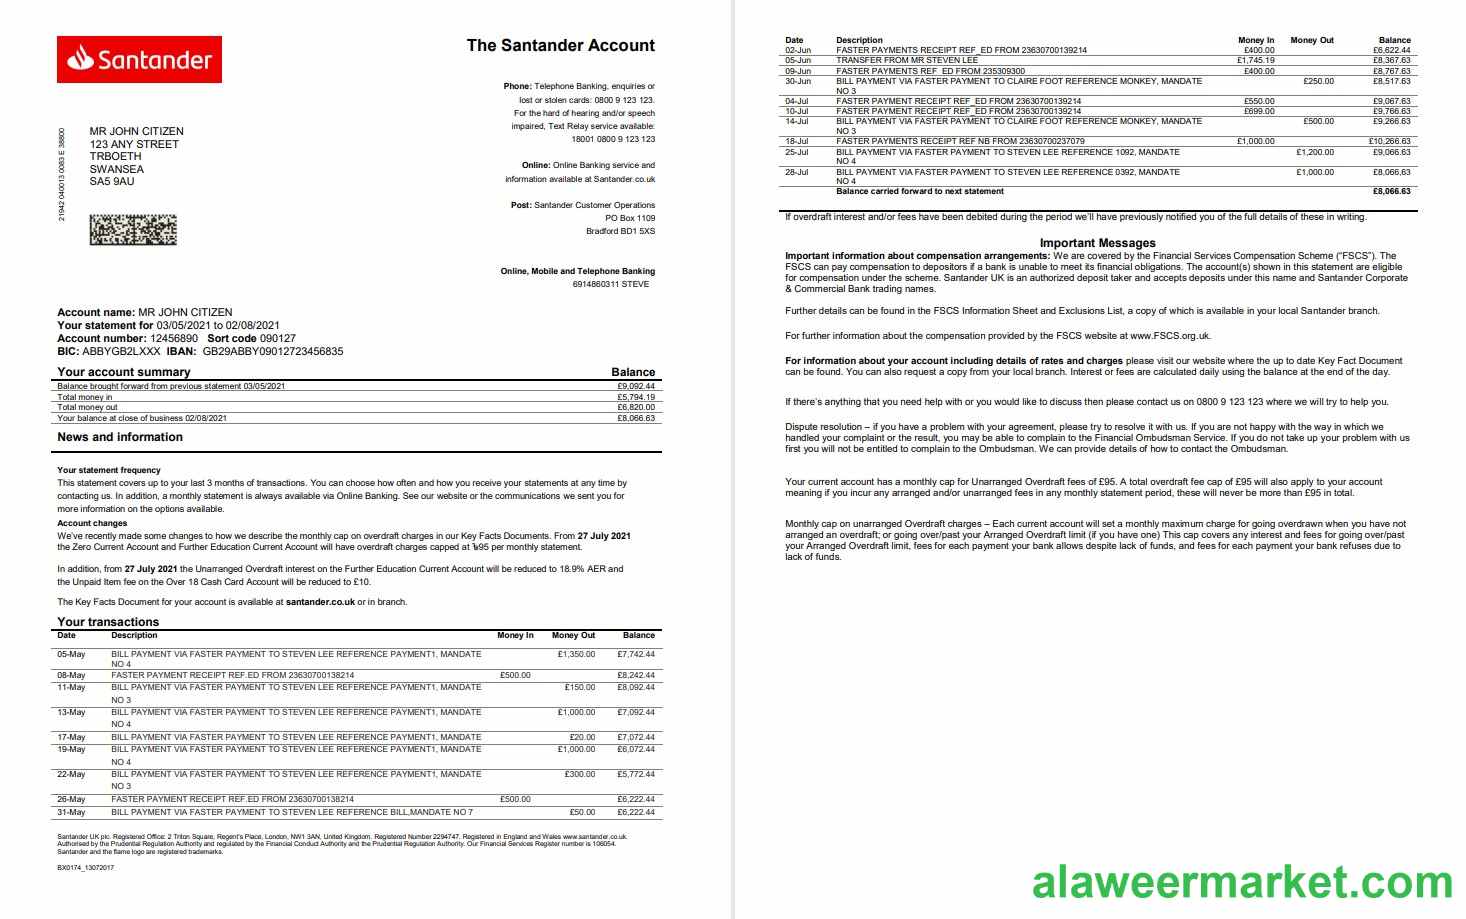 Santander
The Santander Account
Phone: Telephone Banking, enquiries or
lost or stolen cards: 0800 9 123 123.
For the hard of hearing and/or speech
impaired, Text Relay service available:
18001 0800 9 123 123
Online: Online Banking service and
information available at Santander.co.uk
Post: Santander Customer Operations
PO Box 1109
Bradford BD1 5XS
Online, Mobile and Telephone Banking
6914860311 STEVE
21942 040013 0083 E 38800
MR JOHN CITIZEN
123 ANY STREET
TRBOETH
SWANSEA
SA5 9AU
Account name: MR JOHN CITIZEN
Your statement for 03/05/2021 to 02/08/2021
Account number: 12456890 Sort code 090127
BIC: ABBYGB2LXXX IBAN: GB29ABBY09012723456835
Your account summary Balance
Balance brought forward from previous statement 03/05/2021 £9,092.44
Total money in £5,794.19
Total money out £6,820.00
Your balance at close of business 02/08/2021 £8,066.63
News and information
Your statement frequency
This statement covers up to your last 3 months of transactions. You can choose how often and how you receive your statements at any time by
contacting us. In addition, a monthly statement is always available via Online Banking. See our website or the communications we sent you for
more information on the options available.
Account changes
We've recently made some changes to how we describe the monthly cap on overdraft charges in our Key Facts Documents. From 27 July 2021
the Zero Current Account and Further Education Current Account will have overdraft charges capped at 95 per monthly statement.
In addition, from 27 July 2021 the Unarranged Overdraft interest on the Further Education Current Account will be reduced to 18.9% AER and
the Unpaid Item fee on the Over 18 Cash Card Account will be reduced to £10.
The Key Facts Document for your account is available at santander.co.uk or in branch.
Your transactions
Date Description Money In Money Out Balance
05-May BILL PAYMENT VIA FASTER PAYMENT TO STEVEN LEE REFERENCE PAYMENT1, MANDATE £1,350.00 £7,742.44
NO 4
08-May FASTER PAYMENT RECEIPT REF.ED FROM 23630700138214 £500.00 £8,242.44
11-May BILL PAYMENT VIA FASTER PAYMENT TO STEVEN LEE REFERENCE PAYMENT1, MANDATE £150.00 £8,092.44
NO 3
13-May BILL PAYMENT VIA FASTER PAYMENT TO STEVEN LEE REFERENCE PAYMENT1, MANDATE £1,000.00 £7,092.44
NO 4
17-May BILL PAYMENT VIA FASTER PAYMENT TO STEVEN LEE REFERENCE PAYMENT1, MANDATE £20.00 £7,072.44
19-May BILL PAYMENT VIA FASTER PAYMENT TO STEVEN LEE REFERENCE PAYMENT1, MANDATE £1,000.00 £6,072.44
NO 4
22-May BILL PAYMENT VIA FASTER PAYMENT TO STEVEN LEE REFERENCE PAYMENT1, MANDATE £300.00 £5,772.44
NO 3
26-May FASTER PAYMENT RECEIPT REF.ED FROM 23630700138214 £500.00 £6,222.44
31-May BILL PAYMENT VIA FASTER PAYMENT TO STEVEN LEE REFERENCE BILL,MANDATE NO 7 £50.00 £6,222.44
Santander UK plc. Registered Office: 2 Triton Square, Regent's Place, London, NW1 3AN, United Kingdom. Registered Number 2294747. Registered in England and Wales www.santander.co.uk.
Authorised by the Prudential Regulation Authority and regulated by the Financial Conduct Authority and the Prudential Regulation Authority. Our Financial Services Register number is 106054.
Santander and the flame logo are registered trademarks.
BX0174_13072017
Date Description Money In Money Out Balance
02-Jun FASTER PAYMENTS RECEIPT REF_ED FROM 23630700139214 £400.00 £6,622.44
05-Jun TRANSFER FROM MR STEVEN LEE £1,745.19 £8,367.63
09-Jun FASTER PAYMENTS REF_ED FROM 235309300 £400.00 £8,767.63
30-Jun BILL PAYMENT VIA FASTER PAYMENT TO CLAIRE FOOT REFERENCE MONKEY, MANDATE £250.00 £8,517.63
NO 3
04-Jul FASTER PAYMENT RECEIPT REF_ED FROM 23630700139214 £550.00 £9,067.63
10-Jul FASTER PAYMENT RECEIPT REF_ED FROM 23630700139214 £699.00 £9,766.63
14-Jul BILL PAYMENT VIA FASTER PAYMENT TO CLAIRE FOOT REFERENCE MONKEY, MANDATE £500.00 £9,266.63
NO 3
18-Jul FASTER PAYMENTS RECEIPT REF NB FROM 23630700237079 £1,000.00 £10,266.63
25-Jul BILL PAYMENT VIA FASTER PAYMENT TO STEVEN LEE REFERENCE 1092, MANDATE £1,200.00 £9,066.63
NO 4
28-Jul BILL PAYMENT VIA FASTER PAYMENT TO STEVEN LEE REFERENCE 0392, MANDATE £1,000.00 £8,066.63
NO 4
Balance carried forward to next statement £8,066.63
If overdraft interest and/or fees have been debited during the period we'll have previously notified you of the full details of these in writing.
Important Messages
Important information about compensation arrangements: We are covered by the Financial Services Compensation Scheme ("FSCS"). The
FSCS can pay compensation to depositors if a bank is unable to meet its financial obligations. The account(s) shown in this statement are eligible
for compensation under the scheme. Santander UK is an authorized deposit taker and accepts deposits under this name and Santander Corporate
& Commercial Bank trading names.
Further details can be found in the FSCS Information Sheet and Exclusions List, a copy of which is available in your local Santander branch.
For further information about the compensation provided by the FSCS website at www.FSCS.org.uk.
For information about your account including details of rates and charges please visit our website where the up to date Key Fact Document
can be found. You can also request a copy from your local branch. Interest or fees are calculated daily using the balance at the end of the day.
If there's anything that you need help with or you would like to discuss then please contact us on 0800 9 123 123 where we will try to help you.
Dispute resolution – if you have a problem with your agreement, please try to resolve it with us. If you are not happy with the way in which we
handled your complaint or the result, you may be able to complain to the Financial Ombudsman Service. If you do not take up your problem with us
first you will not be entitled to complain to the Ombudsman. We can provide details of how to contact the Ombudsman.
Your current account has a monthly cap for Unarranged Overdraft fees of £95. A total overdraft fee cap of £95 will also apply to your account
meaning if you incur any arranged and/or unarranged fees in any monthly statement period, these will never be more than £95 in total.
Monthly cap on unarranged Overdraft charges – Each current account will set a monthly maximum charge for going overdrawn when you have not
arranged an overdraft; or going over/past your Arranged Overdraft limit (if you have one) This cap covers any interest and fees for going over/past
your Arranged Overdraft limit, fees for each payment your bank allows despite lack of funds, and fees for each payment your bank refuses due to
lack of funds.
alaweermarket.com